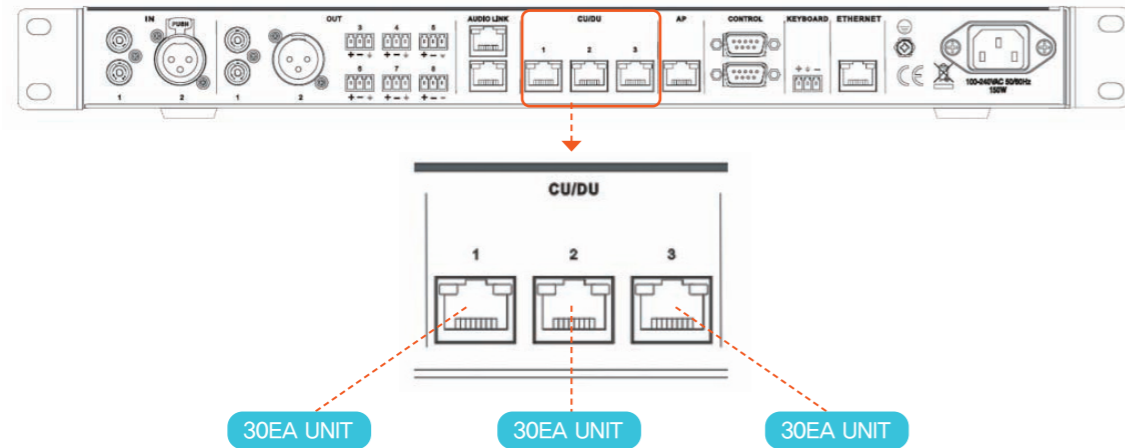 IN OUT AUDIO LINK CU/DU AP CONTROL KEYBOARD ETHERNET
PUSH
3 4 5
+ - ⏚ + - ⏚ + - ⏚
1 2 3
6 7 8
+ - ⏚ + - ⏚ + - -
+ ⏚ -
1 2 1 2
CE
100-240VAC 50/60Hz
150W
CU/DU
1 2 3
30EA UNIT 30EA UNIT 30EA UNIT